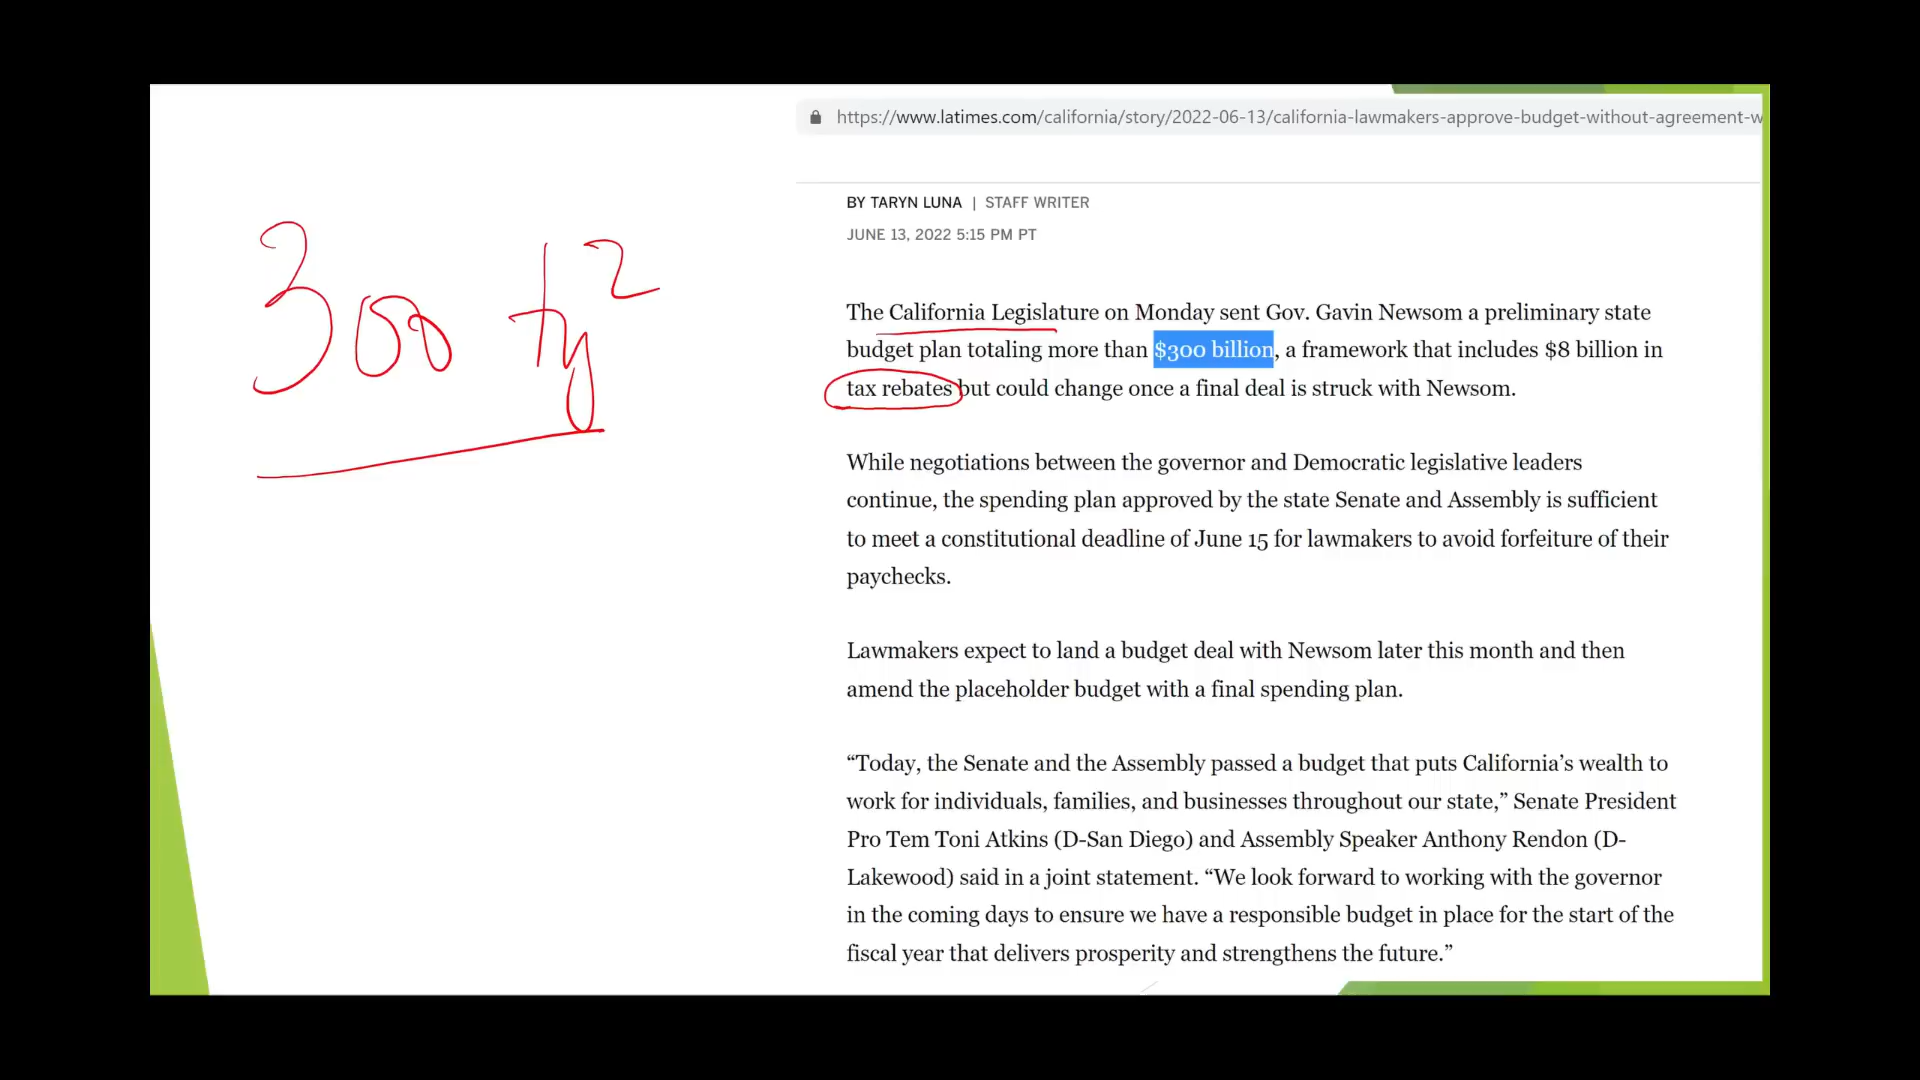 https://www.latimes.com/california/story/2022-06-13/california-lawmakers-approve-budget-without-agreement-w
BY TARYN LUNA | STAFF WRITER
JUNE 13, 2022 5:15 PM PT
300 tỷ
The California Legislature on Monday sent Gov. Gavin Newsom a preliminary state
budget plan totaling more than $300 billion, a framework that includes $8 billion in
tax rebates but could change once a final deal is struck with Newsom.
While negotiations between the governor and Democratic legislative leaders
continue, the spending plan approved by the state Senate and Assembly is sufficient
to meet a constitutional deadline of June 15 for lawmakers to avoid forfeiture of their
paychecks.
Lawmakers expect to land a budget deal with Newsom later this month and then
amend the placeholder budget with a final spending plan.
“Today, the Senate and the Assembly passed a budget that puts California’s wealth to
work for individuals, families, and businesses throughout our state,” Senate President
Pro Tem Toni Atkins (D-San Diego) and Assembly Speaker Anthony Rendon (D-
Lakewood) said in a joint statement. “We look forward to working with the governor
in the coming days to ensure we have a responsible budget in place for the start of the
fiscal year that delivers prosperity and strengthens the future.”